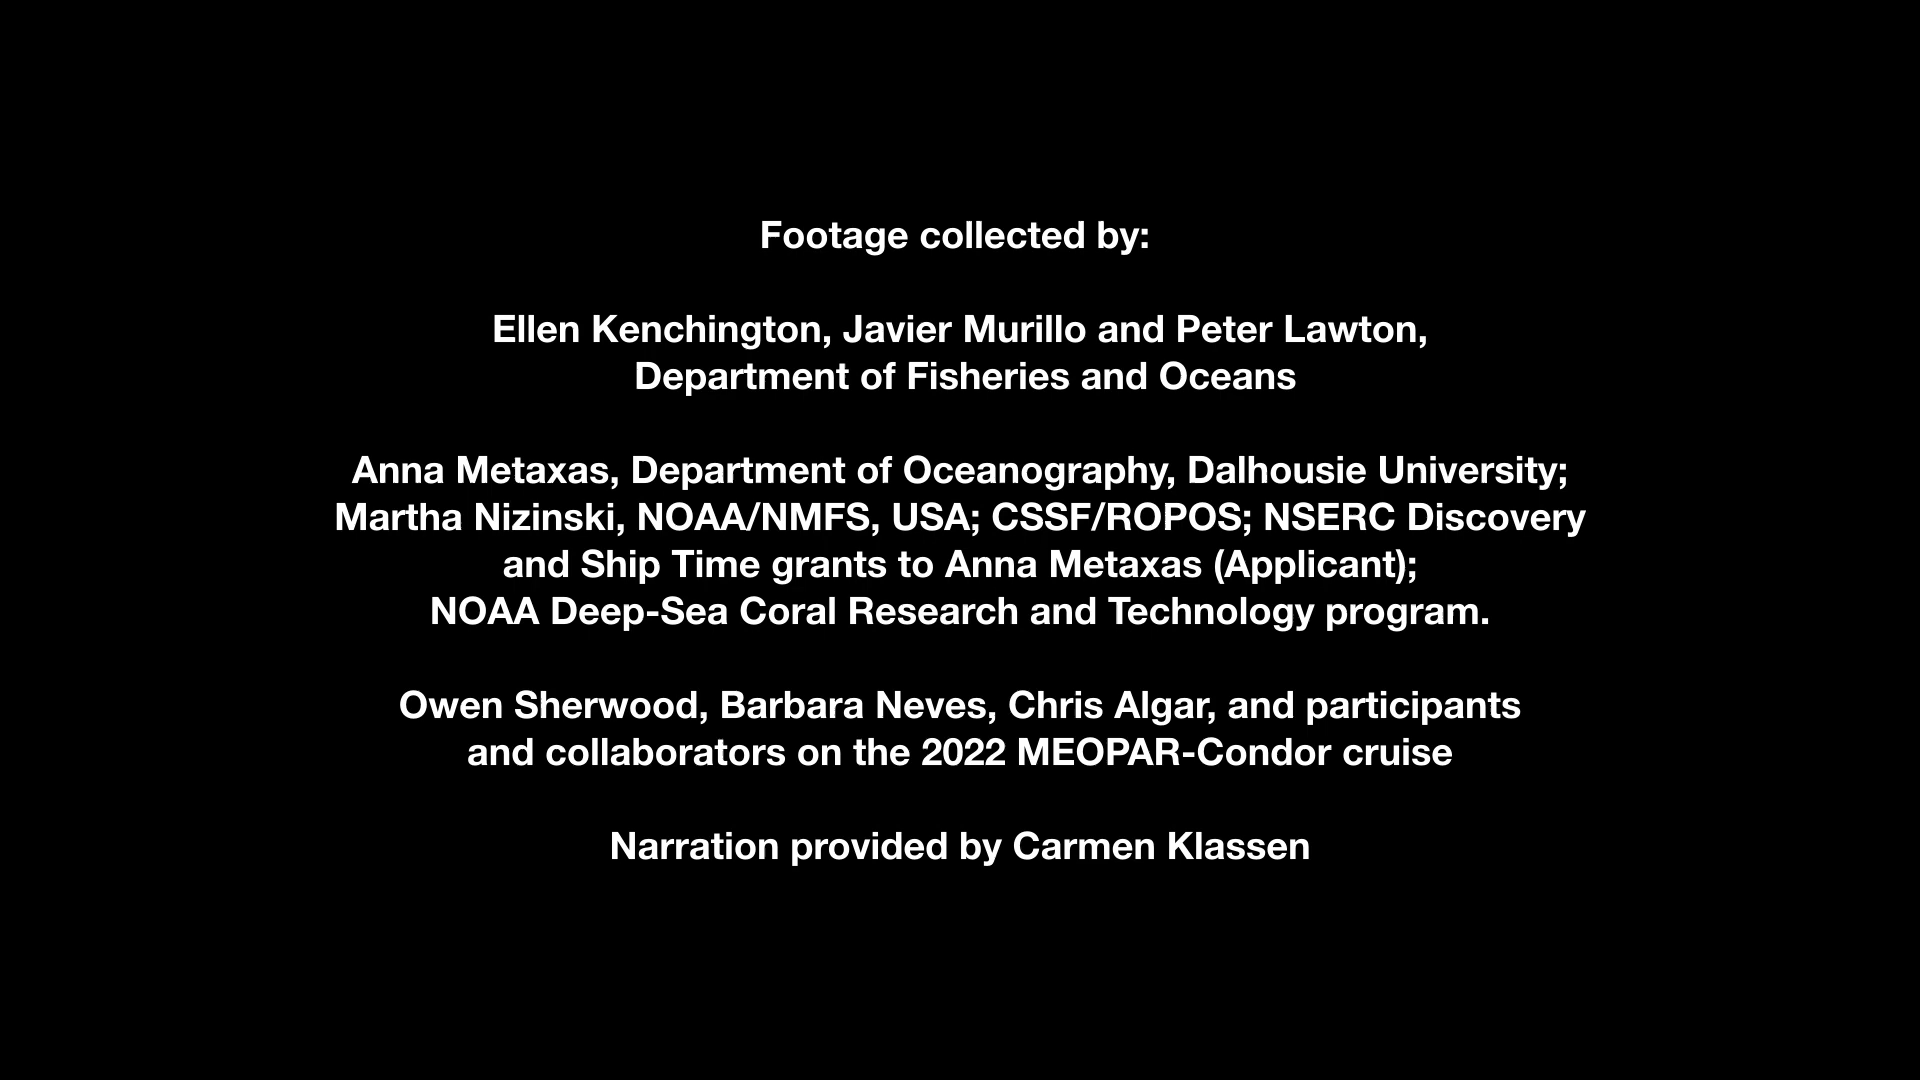 Footage collected by:
Ellen Kenchington, Javier Murillo and Peter Lawton,
Department of Fisheries and Oceans
Anna Metaxas, Department of Oceanography, Dalhousie University;
Martha Nizinski, NOAA/NMFS, USA; CSSF/ROPOS; NSERC Discovery
and Ship Time grants to Anna Metaxas (Applicant);
NOAA Deep-Sea Coral Research and Technology program.
Owen Sherwood, Barbara Neves, Chris Algar, and participants
and collaborators on the 2022 MEOPAR-Condor cruise
Narration provided by Carmen Klassen